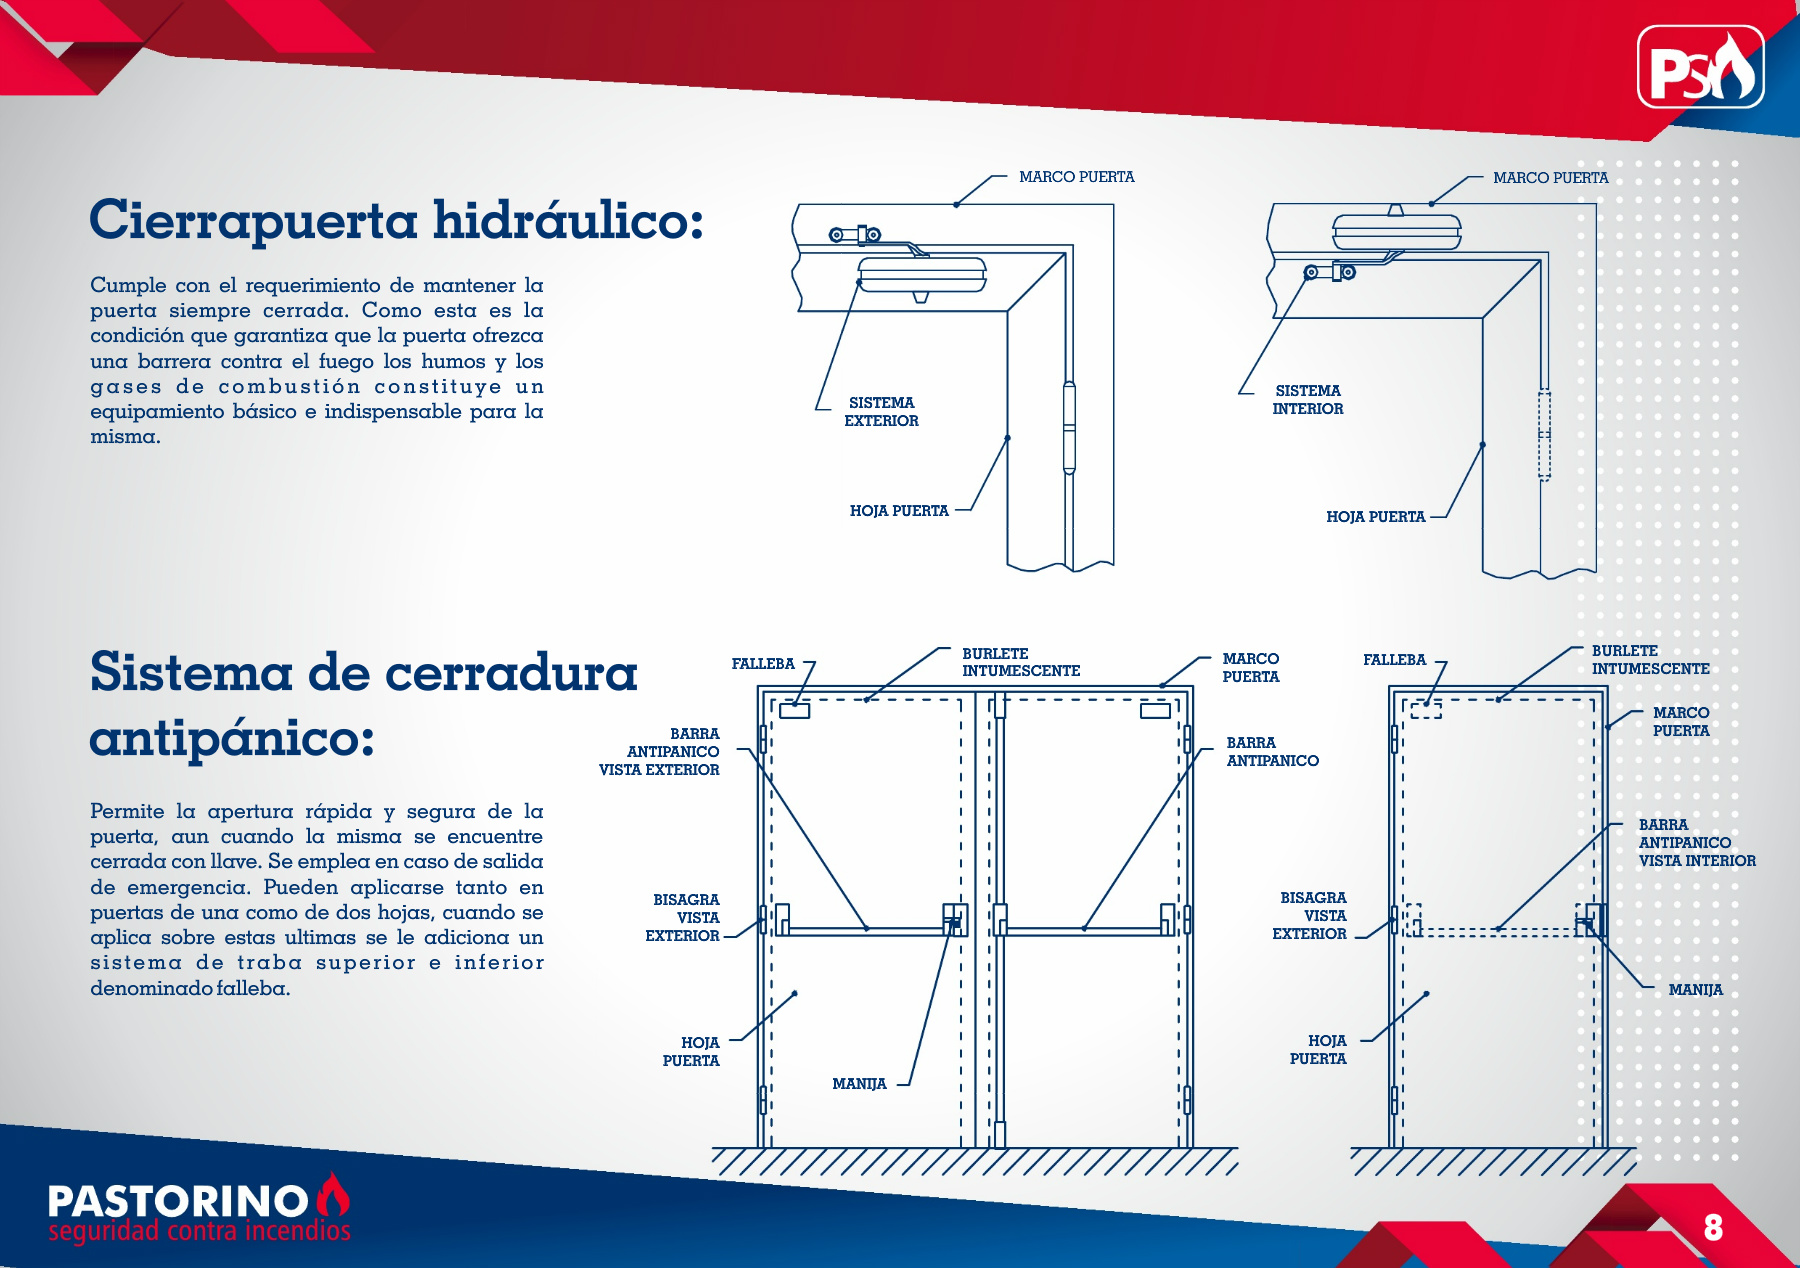 PS
Cierrapuerta hidráulico:
Cumple con el requerimiento de mantener la
puerta siempre cerrada. Como esta es la
condición que garantiza que la puerta ofrezca
una barrera contra el fuego los humos y los
gases de combustión constituye un
equipamiento básico e indispensable para la
misma.
MARCO PUERTA
SISTEMA
EXTERIOR
HOJA PUERTA
MARCO PUERTA
SISTEMA
INTERIOR
HOJA PUERTA
Sistema de cerradura
antipánico:
Permite la apertura rápida y segura de la
puerta, aun cuando la misma se encuentre
cerrada con llave. Se emplea en caso de salida
de emergencia. Pueden aplicarse tanto en
puertas de una como de dos hojas, cuando se
aplica sobre estas ultimas se le adiciona un
sistema de traba superior e inferior
denominado falleba.
FALLEBA
BURLETE
INTUMESCENTE
MARCO
PUERTA
BARRA
ANTIPANICO
VISTA EXTERIOR
BARRA
ANTIPANICO
BISAGRA
VISTA
EXTERIOR
HOJA
PUERTA
MANIJA
FALLEBA
BURLETE
INTUMESCENTE
MARCO
PUERTA
BARRA
ANTIPANICO
VISTA INTERIOR
BISAGRA
VISTA
EXTERIOR
MANIJA
HOJA
PUERTA
PASTORINO
seguridad contra incendios
8